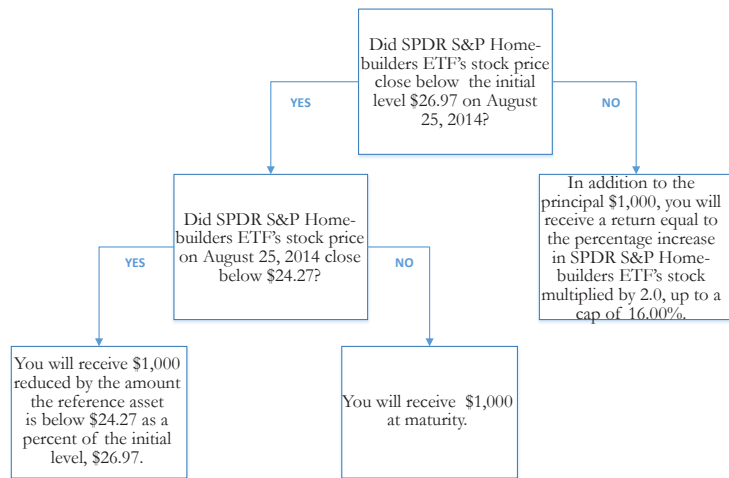 Did SPDR S&P Home-
builders ETF's stock price
close below the initial
level $26.97 on August
25, 2014?
YES
NO
Did SPDR S&P Home-
builders ETF's stock price
on August 25, 2014 close
below $24.27?
In addition to the
principal $1,000, you will
receive a return equal to
the percentage increase
in SPDR S&P Home-
builders ETF's stock
multiplied by 2.0, up to a
cap of 16.00%.
YES
NO
You will receive $1,000
reduced by the amount
the reference asset
is below $24.27 as a
percent of the initial
level, $26.97.
You will receive $1,000
at maturity.